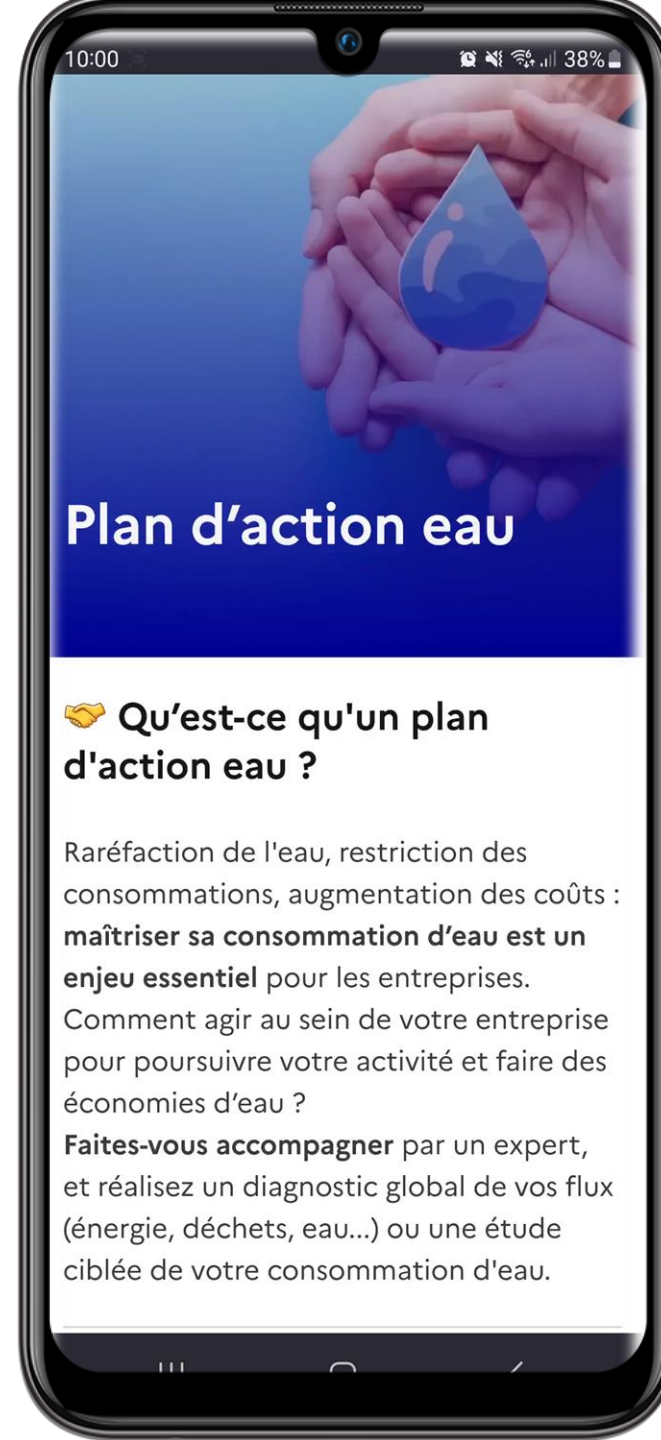 10:00
38%
Plan d’action eau
🤝 Qu’est-ce qu'un plan
d'action eau ?
Raréfaction de l'eau, restriction des
consommations, augmentation des coûts :
maîtriser sa consommation d’eau est un
enjeu essentiel pour les entreprises.
Comment agir au sein de votre entreprise
pour poursuivre votre activité et faire des
économies d’eau ?
Faites-vous accompagner par un expert,
et réalisez un diagnostic global de vos flux
(énergie, déchets, eau...) ou une étude
ciblée de votre consommation d'eau.